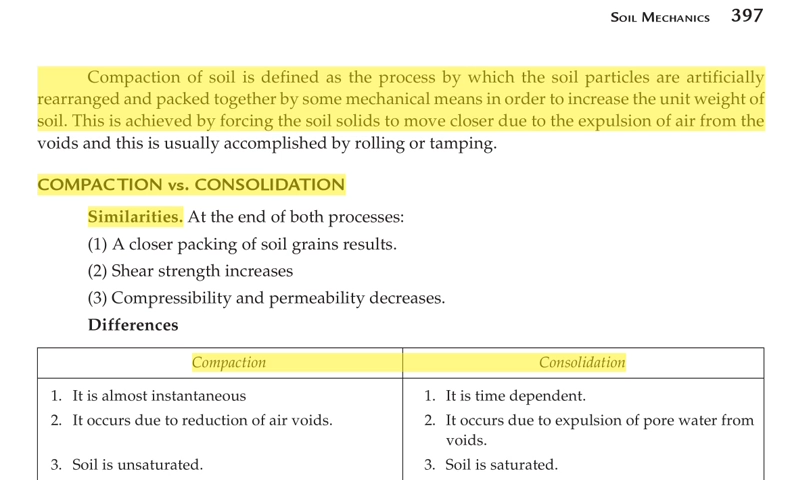 SOIL MECHANICS 397
Compaction of soil is defined as the process by which the soil particles are artificially
rearranged and packed together by some mechanical means in order to increase the unit weight of
soil. This is achieved by forcing the soil solids to move closer due to the expulsion of air from the
voids and this is usually accomplished by rolling or tamping.
COMPACTION vs. CONSOLIDATION
Similarities. At the end of both processes:
(1) A closer packing of soil grains results.
(2) Shear strength increases
(3) Compressibility and permeability decreases.
Differences
Compaction Consolidation
1. It is almost instantaneous 1. It is time dependent.
2. It occurs due to reduction of air voids. 2. It occurs due to expulsion of pore water from
voids.
3. Soil is unsaturated. 3. Soil is saturated.